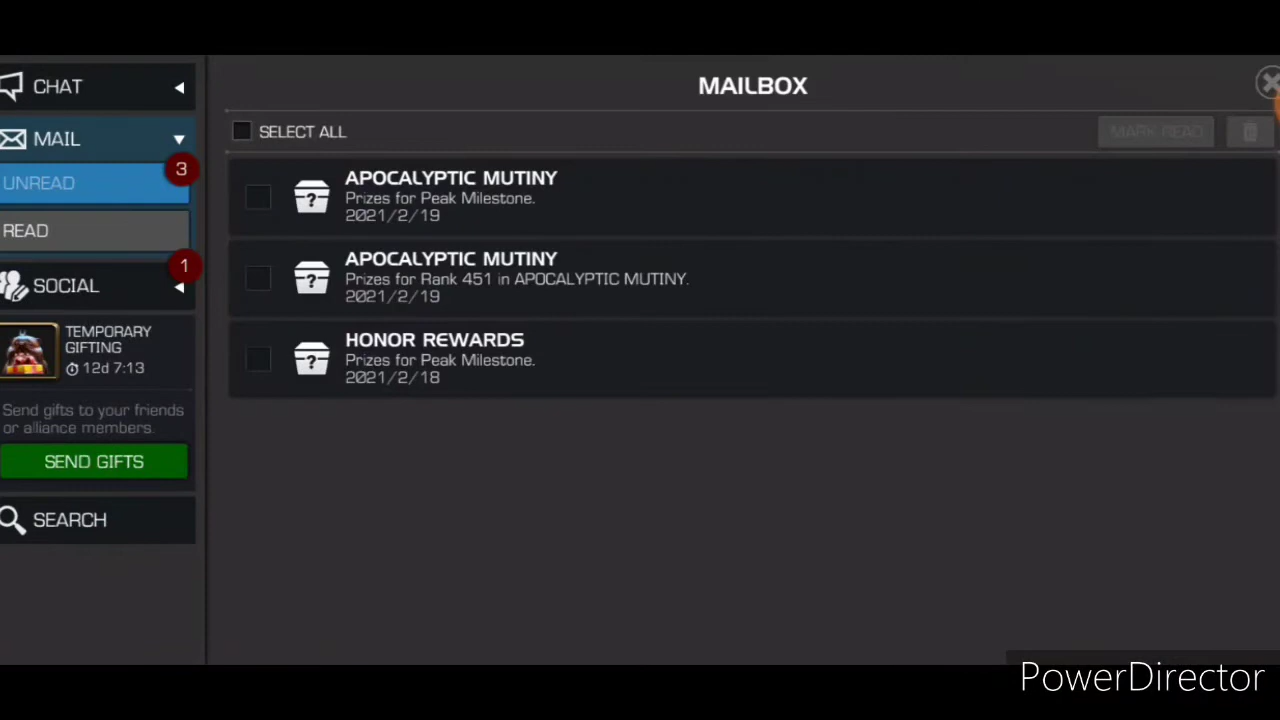 CHAT
MAIL
3
UNREAD
READ
1
SOCIAL
TEMPORARY
GIFTING
12d 7:13
Send gifts to your friends
or alliance members.
SEND GIFTS
SEARCH
MAILBOX
SELECT ALL
MARK READ
APOCALYPTIC MUTINY
Prizes for Peak Milestone.
2021/2/19
APOCALYPTIC MUTINY
Prizes for Rank 451 in APOCALYPTIC MUTINY.
2021/2/19
HONOR REWARDS
Prizes for Peak Milestone.
2021/2/18
PowerDirector